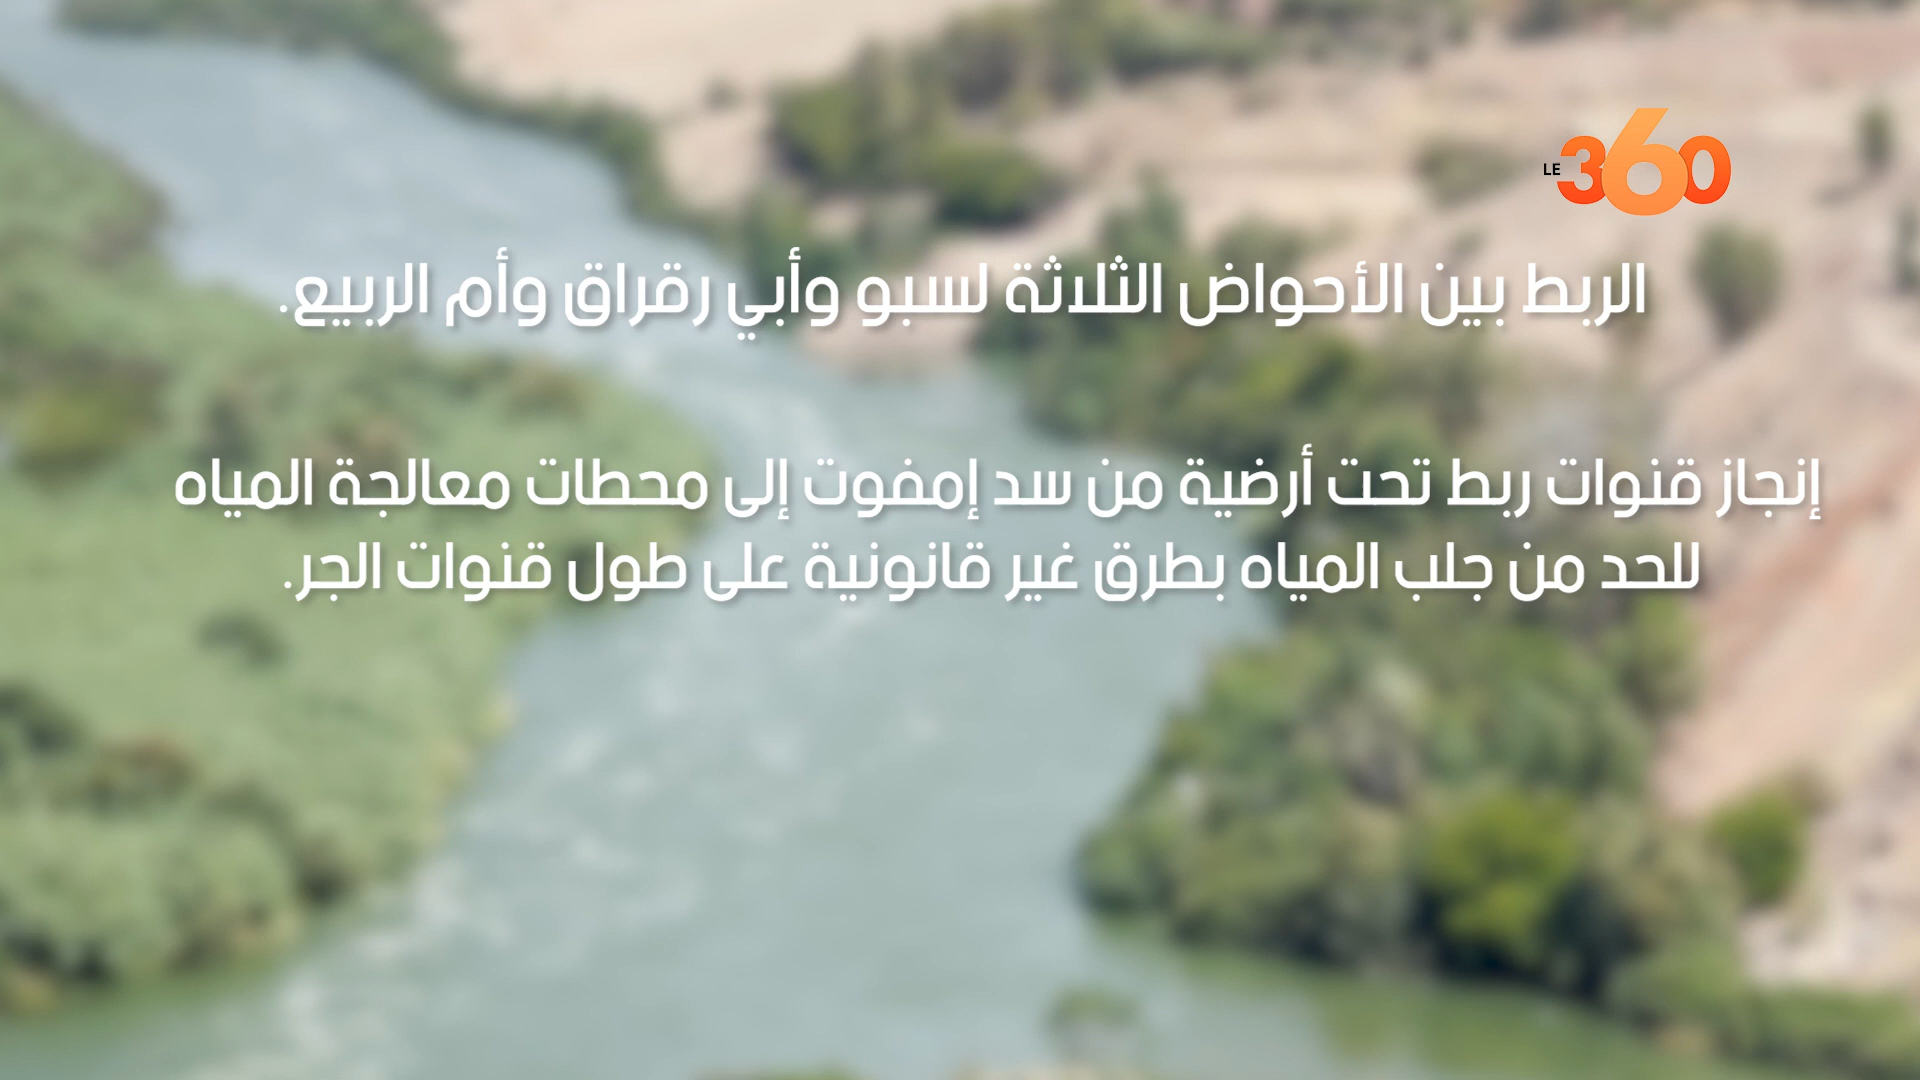 LE 360
الربط بين الأحواض الثلاثة لسبو وأبي رقراق وأم الربيع.
إنجاز قنوات ربط تحت أرضية من سد إمفوت إلى محطات معالجة المياه
للحد من جلب المياه بطرق غير قانونية على طول قنوات الجر.